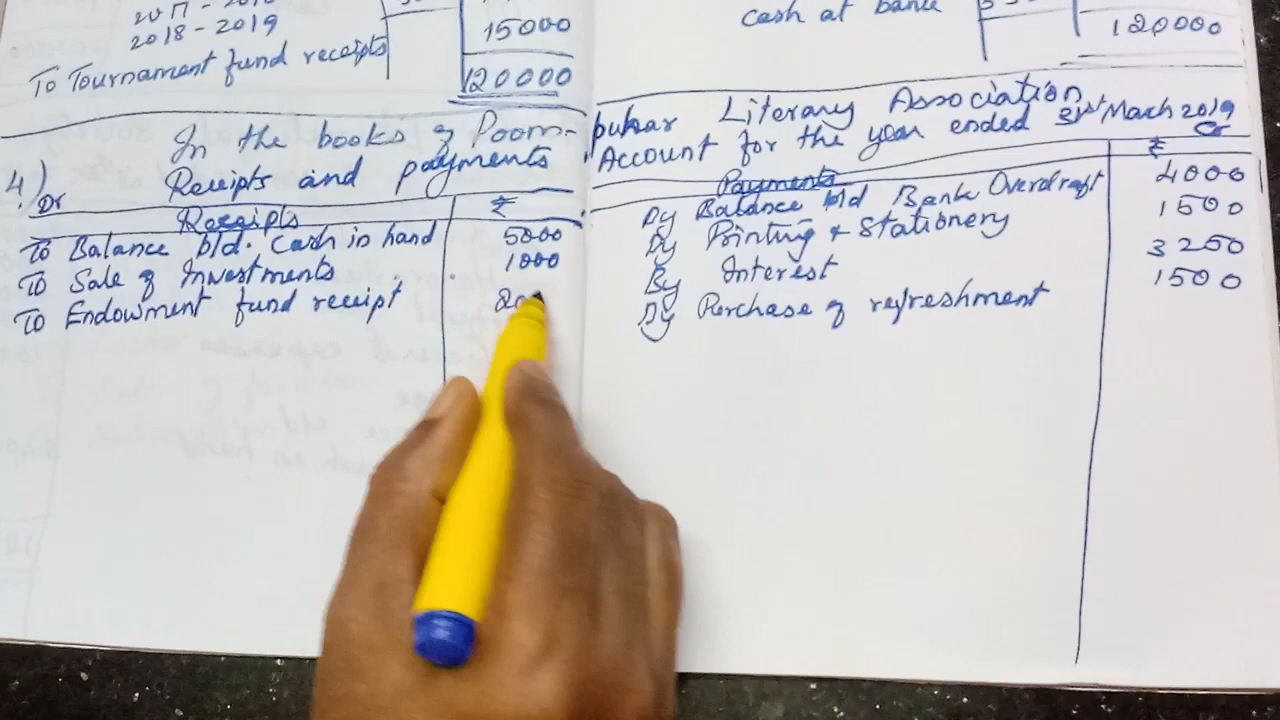 2018-2019
15000
To Tournament fund receipts
120000
cash at bank
120000
4) In the books of Poom-
Receipts and payments
Dr
Receipts ₹
To Balance b/d. Cash in hand 5000
To Sale of Investments 1000
To Endowment fund receipt
puhar Literary Association
Account for the year ended 31st March 2019
Cr
Payments ₹
By Balance b/d Bank Overdraft 4000
By Printing & Stationery 1500
By Interest 3250
By Purchase of refreshment 1500